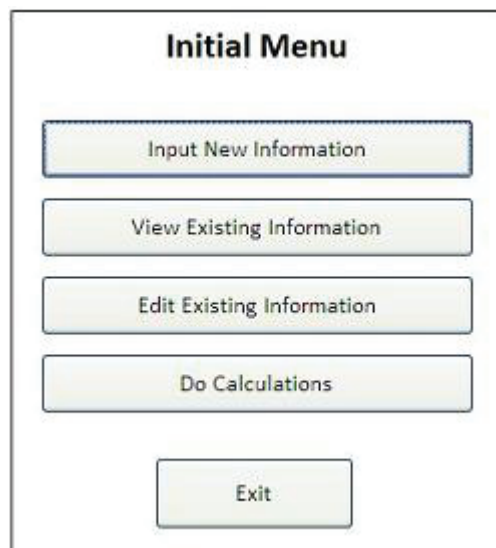 Initial Menu
Input New Information
View Existing Information
Edit Existing Information
Do Calculations
Exit